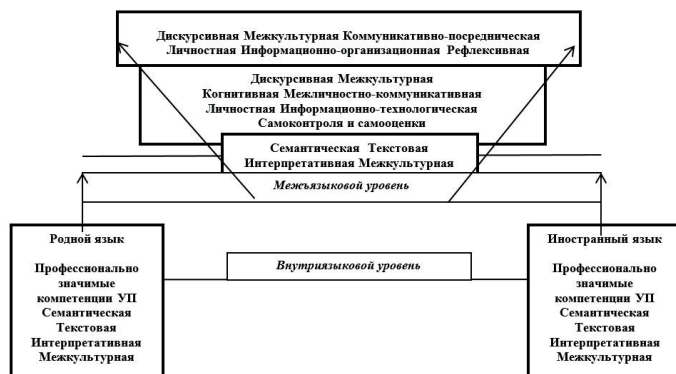 Дискурсивная Межкультурная Коммуникативно-посредническая
Личностная Информационно-организационная Рефлексивная
Дискурсивная Межкультурная
Когнитивная Межличностно-коммуникативная
Личностная Информационно-технологическая
Самоконтроля и самооценки
Семантическая Текстовая
Интерпретативная Межкультурная
Межъязыковой уровень
Родной язык
Профессионально
значимые
компетенции УП
Семантическая
Текстовая
Интерпретативная
Межкультурная
Внутриязыковой уровень
Иностранный язык
Профессионально
значимые
компетенции УП
Семантическая
Текстовая
Интерпретативная
Межкультурная